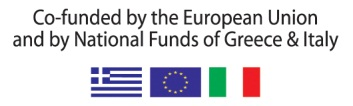 Co-funded by the European Union
and by National Funds of Greece & Italy